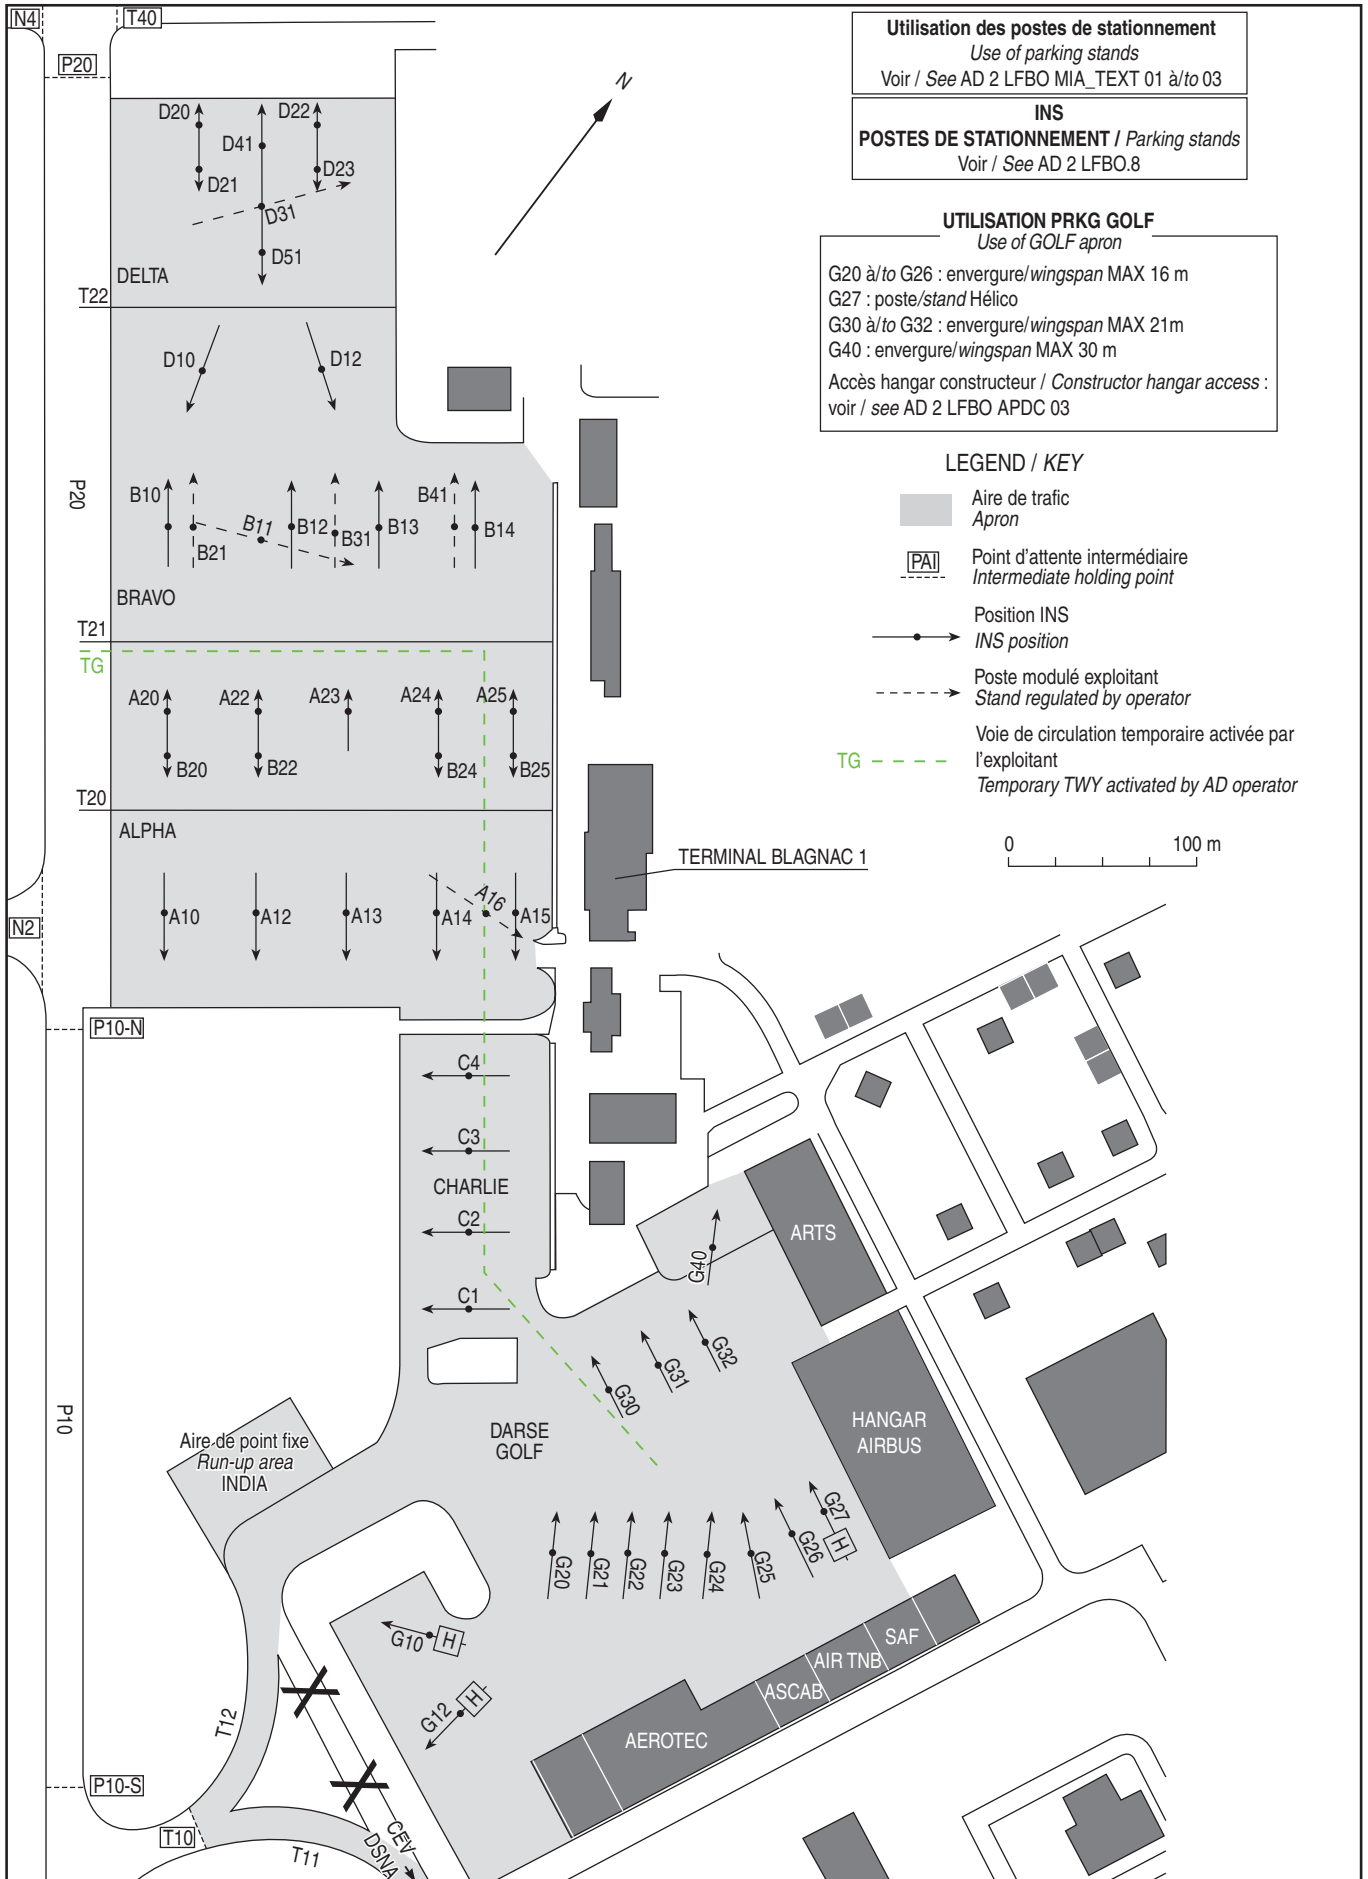 N4
T40
P20
Utilisation des postes de stationnement
Use of parking stands
Voir / See AD 2 LFBO MIA_TEXT 01 à/to 03
INS
POSTES DE STATIONNEMENT / Parking stands
Voir / See AD 2 LFBO.8
UTILISATION PRKG GOLF
Use of GOLF apron
G20 à/to G26 : envergure/wingspan MAX 16 m
G27 : poste/stand Hélico
G30 à/to G32 : envergure/wingspan MAX 21m
G40 : envergure/wingspan MAX 30 m
Accès hangar constructeur / Constructor hangar access :
voir / see AD 2 LFBO APDC 03
LEGEND / KEY
Aire de trafic
Apron
PAI
Point d'attente intermédiaire
Intermediate holding point
Position INS
INS position
Poste modulé exploitant
Stand regulated by operator
TG
Voie de circulation temporaire activée par
l'exploitant
Temporary TWY activated by AD operator
0 100 m
N
D20
D22
D41
D21
D23
D31
D51
DELTA
T22
D10
D12
P20
B10
B21
B11
B12
B31
B13
B41
B14
BRAVO
T21
TG
A20
A22
A23
A24
A25
B20
B22
B24
B25
T20
ALPHA
TERMINAL BLAGNAC 1
A10
A12
A13
A14
A16
A15
N2
P10-N
C4
C3
CHARLIE
C2
C1
G40
ARTS
G32
G31
G30
P10
DARSE
GOLF
HANGAR
AIRBUS
Aire de point fixe
Run-up area
INDIA
G20
G21
G22
G23
G24
G25
G26
G27
H
G10
H
G12
H
SAF
AIR TNB
ASCAB
AEROTEC
T12
P10-S
T10
T11
CEV
DSNA